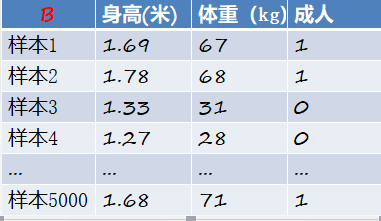 B 身高(米) 体重（kg） 成人
样本1 1.69 67 1
样本2 1.78 68 1
样本3 1.33 31 0
样本4 1.27 28 0
... ... ... ...
样本5000 1.68 71 1